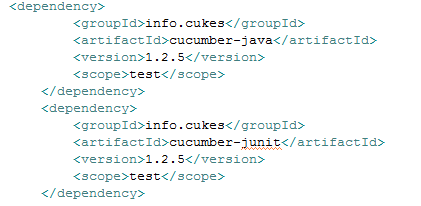 <dependency>
<groupId>info.cukes</groupId>
<artifactId>cucumber-java</artifactId>
<version>1.2.5</version>
<scope>test</scope>
</dependency>
<dependency>
<groupId>info.cukes</groupId>
<artifactId>cucumber-junit</artifactId>
<version>1.2.5</version>
<scope>test</scope>
</dependency>